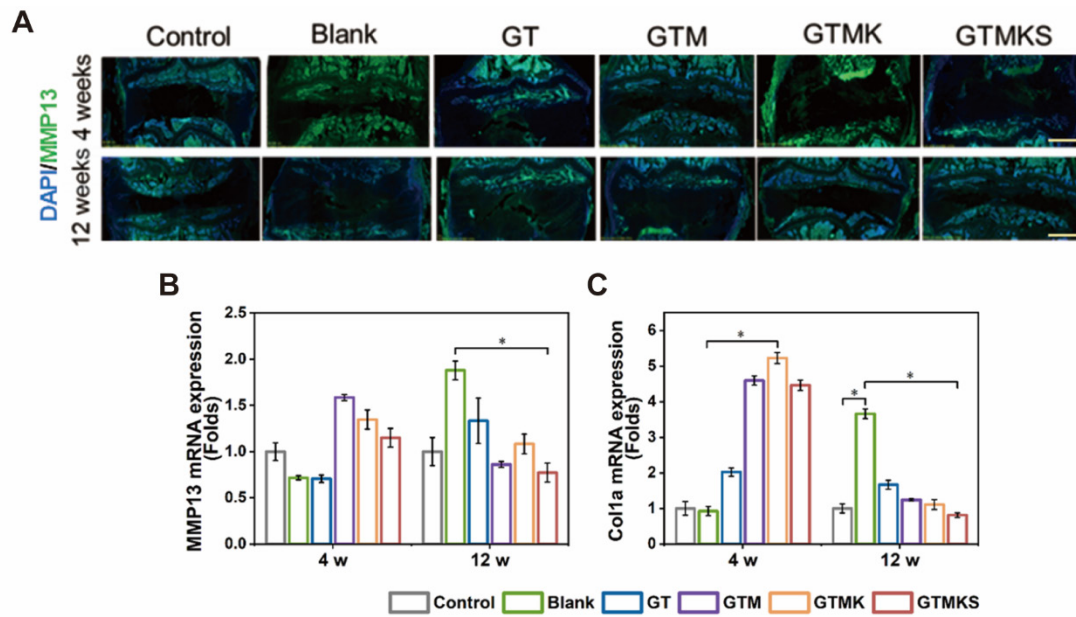 A
Control Blank GT GTM GTMK GTMKS
DAPI/MMP13
4 weeks
12 weeks
B
MMP13 mRNA expression
(Folds)
2.5
2.0
1.5
1.0
0.5
0.0
*
4 w 12 w
C
Col1a mRNA expression
(Folds)
6
5
4
3
2
1
0
*
*
*
4 w 12 w
Control Blank GT GTM GTMK GTMKS